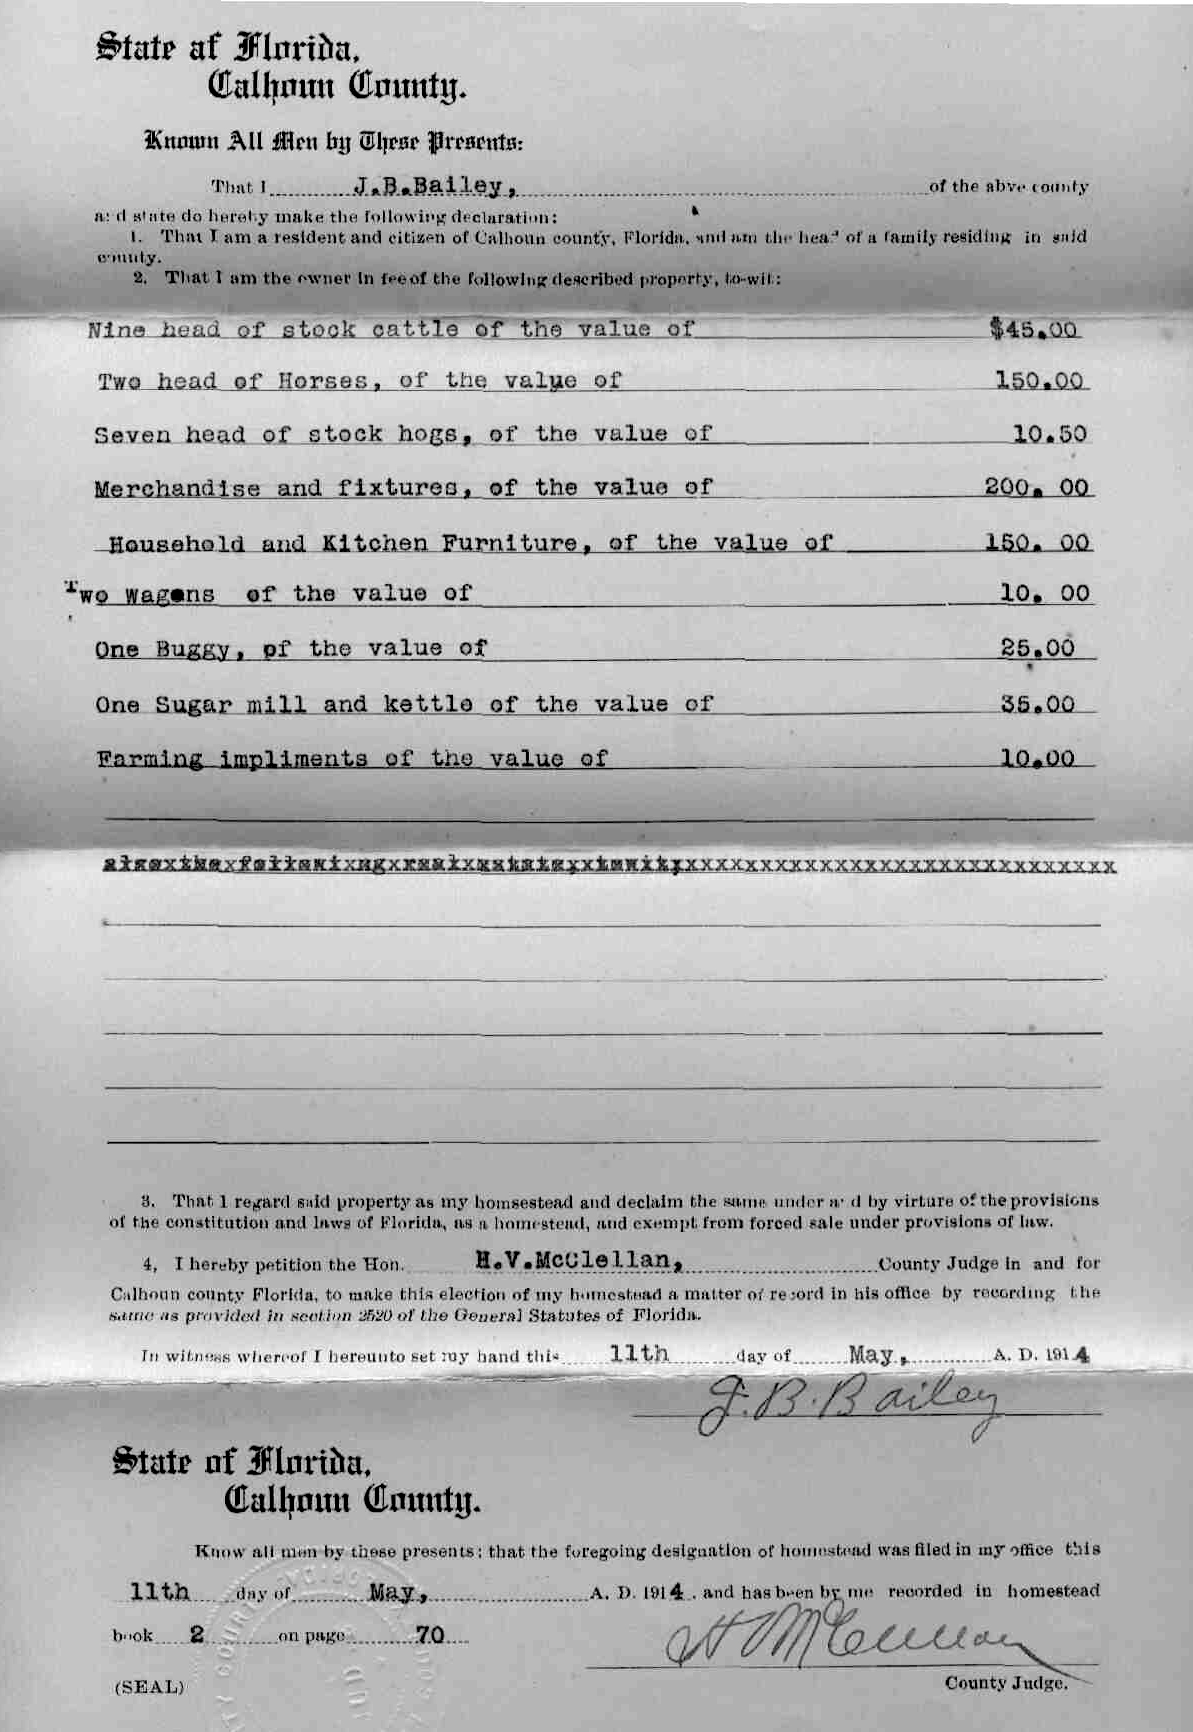 State af Florida,
Calhoun County.
Known All Men by These Presents:
That I J.B.Bailey, of the abve county
and state do hereby make the following declaration:
1. That I am a resident and citizen of Calhoun county, Florida, and am the head of a family residing in said
county.
2. That I am the owner in fee of the following described property, to-wit:
Nine head of stock cattle of the value of $45.00
Two head of Horses, of the value of 150.00
Seven head of stock hogs, of the value of 10.50
Merchandise and fixtures, of the value of 200. 00
Household and Kitchen Furniture, of the value of 150. 00
Two wagons of the value of 10. 00
One Buggy, of the value of 25.00
One Sugar mill and kettle of the value of 35.00
Farming impliments of the value of 10.00
3. That I regard said property as my homsestead and declaim the same under and by virture of the provisions
of the constitution and laws of Florida, as a homestead, and exempt from forced sale under provisions of law.
4, I hereby petition the Hon. H.V.McClellan, County Judge in and for
Calhoun county Florida, to make this election of my homestead a matter of record in his office by recording the
same as provided in section 2520 of the General Statutes of Florida.
In witness whereof I hereunto set my hand this 11th day of May, A. D. 1914
J. B. Bailey
State of Florida,
Calhoun County.
Know all men by these presents; that the foregoing designation of homestead was filed in my office this
11th day of May, A. D. 1914. and has been by me recorded in homestead
book 2 on page 70
H V McClellan
(SEAL) County Judge.